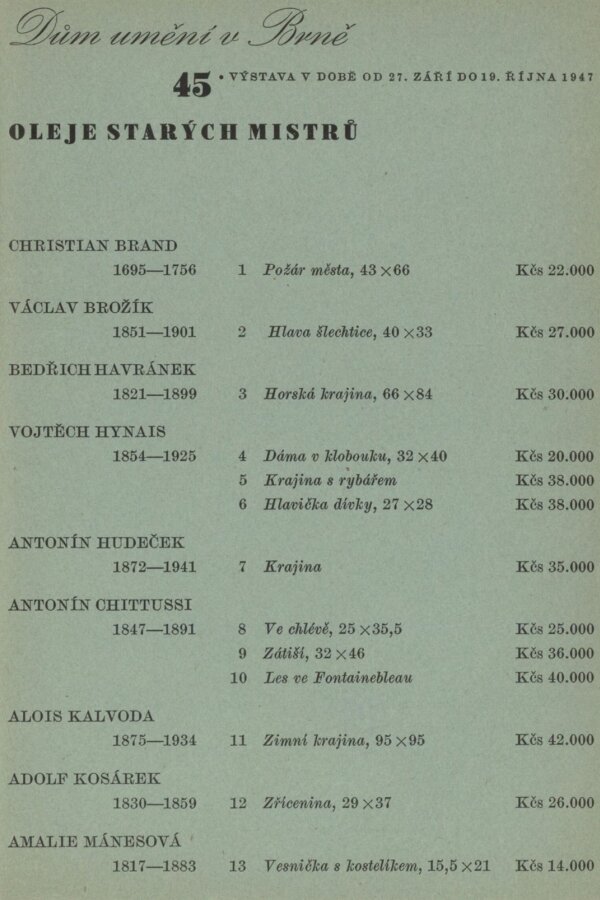 Dům umění v Brně
45 • VÝSTAVA V DOBĚ OD 27. ZÁŘÍ DO 19. ŘÍJNA 1947
OLEJE STARÝCH MISTRŮ
CHRISTIAN BRAND
1695—1756 1 Požár města, 43×66 Kčs 22.000
VÁCLAV BROŽÍK
1851—1901 2 Hlava šlechtice, 40×33 Kčs 27.000
BEDŘICH HAVRÁNEK
1821—1899 3 Horská krajina, 66×84 Kčs 30.000
VOJTĚCH HYNAIS
1854—1925 4 Dáma v klobouku, 32×40 Kčs 20.000
5 Krajina s rybářem Kčs 38.000
6 Hlavička dívky, 27×28 Kčs 38.000
ANTONÍN HUDEČEK
1872—1941 7 Krajina Kčs 35.000
ANTONÍN CHITTUSSI
1847—1891 8 Ve chlévě, 25×35,5 Kčs 25.000
9 Zátiší, 32×46 Kčs 36.000
10 Les ve Fontainebleau Kčs 40.000
ALOIS KALVODA
1875—1934 11 Zimní krajina, 95×95 Kčs 42.000
ADOLF KOSÁREK
1830—1859 12 Zřícenina, 29×37 Kčs 26.000
AMALIE MÁNESOVÁ
1817—1883 13 Vesnička s kostelíkem, 15,5×21 Kčs 14.000